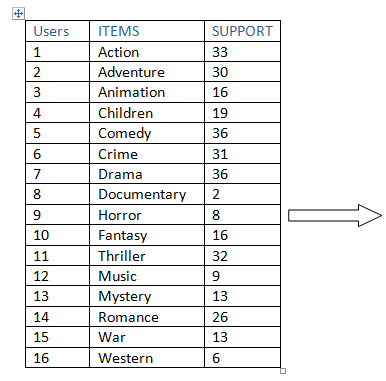 Users ITEMS SUPPORT
1 Action 33
2 Adventure 30
3 Animation 16
4 Children 19
5 Comedy 36
6 Crime 31
7 Drama 36
8 Documentary 2
9 Horror 8
10 Fantasy 16
11 Thriller 32
12 Music 9
13 Mystery 13
14 Romance 26
15 War 13
16 Western 6